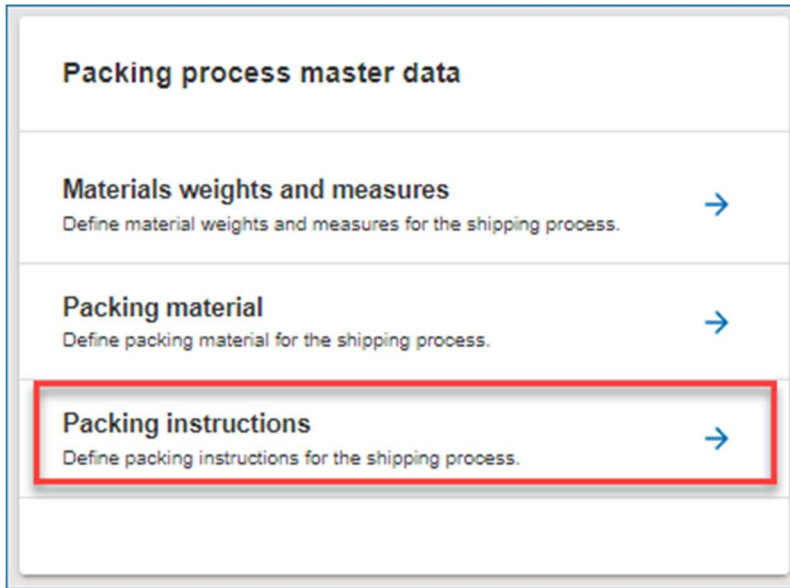 Packing process master data
Materials weights and measures
Define material weights and measures for the shipping process.
Packing material
Define packing material for the shipping process.
Packing instructions
Define packing instructions for the shipping process.